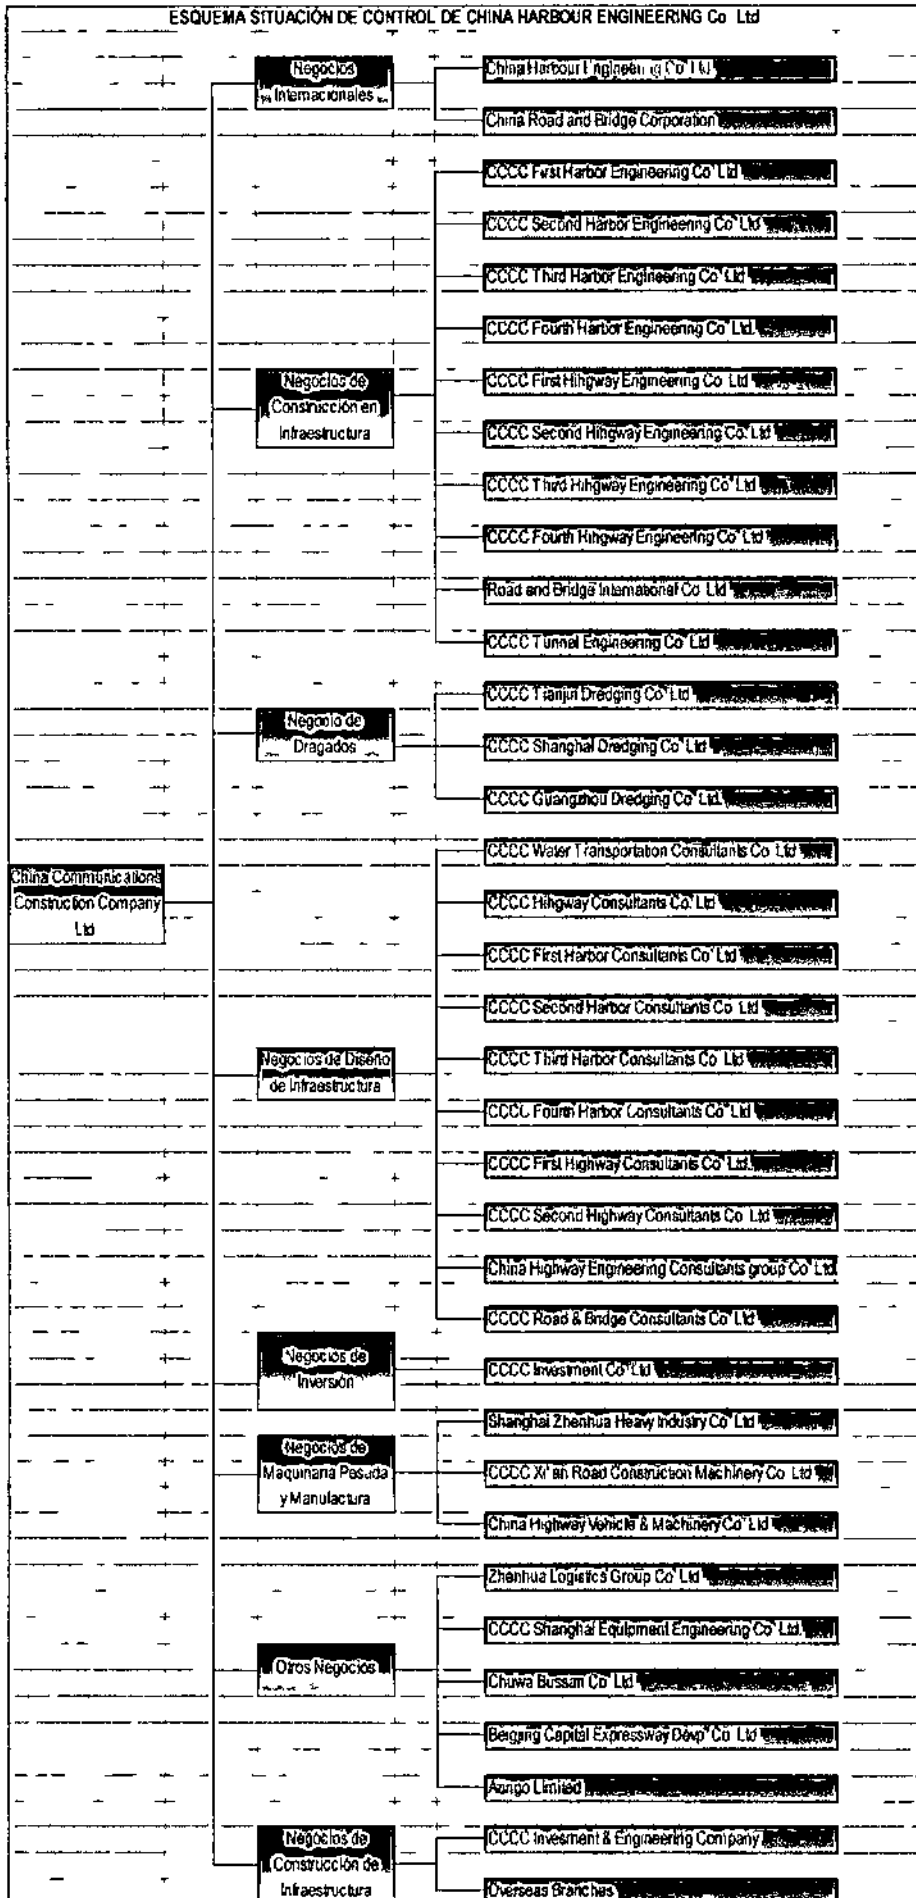 ESQUEMA SITUACIÓN DE CONTROL DE CHINA HARBOUR ENGINEERING Co Ltd
Negocios
Internacionales
China Harbour Engineering Co Ltd
China Road and Bridge Corporation
CCCC First Harbor Engineering Co Ltd
CCCC Second Harbor Engineering Co Ltd
CCCC Third Harbor Engineering Co Ltd
CCCC Fourth Harbor Engineering Co Ltd.
Negocios de
Construcción en
Infraestructura
CCCC First Hihgway Engineering Co Ltd
CCCC Second Hihgway Engineering Co. Ltd
CCCC Third Hihgway Engineering Co Ltd
CCCC Fourth Hihgway Engineering Co Ltd
Road and Bridge International Co Ltd
CCCC Tunnel Engineering Co Ltd
CCCC Tianjin Dredging Co Ltd
Negocio de
Dragados
CCCC Shanghai Dredging Co Ltd
CCCC Guangzhou Dredging Co Ltd.
CCCC Water Transportation Consultants Co Ltd
China Communications
Construction Company
Ltd
CCCC Hihgway Consultants Co. Ltd
CCCC First Harbor Consultants Co Ltd
CCCC Second Harbor Consultants Co Ltd
Negocios de Diseño
de Infraestructura
CCCC Third Harbor Consultants Co Ltd
CCCC Fourth Harbor Consultants Co Ltd
CCCC First Highway Consultants Co Ltd.
CCCC Second Highway Consultants Co Ltd
China Highway Engineering Consultants group Co Ltd
CCCC Road & Bridge Consultants Co Ltd
Negocios de
Inversión
CCCC Investment Co Ltd
Shanghai Zhenhua Heavy Industry Co Ltd
Negocios de
Maquinaria Pesada
y Manufactura
CCCC Xi'an Road Construction Machinery Co Ltd
China Highway Vehicle & Machinery Co Ltd
Zhenhua Logistics Group Co Ltd
CCCC Shanghai Equipment Engineering Co Ltd.
Otros Negocios
Chuwa Bussan Co Ltd
Capital Expressway Devp Co Ltd
Limited
Negocios de
Construcción de
Infraestructura
CCCC Invesment & Engineering Company
Overseas Branches